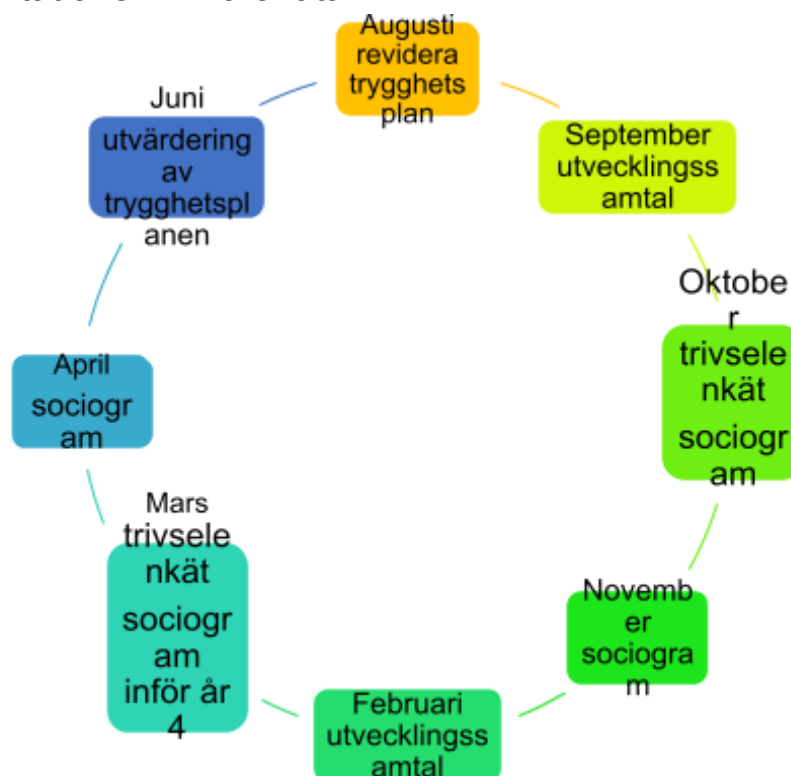 Augusti
revidera
trygghets
plan
September
utvecklingss
amtal
Oktobe
r
trivsele
nkät
sociogr
am
Novemb
er
sociogra
m
Februari
utvecklingss
amtal
Mars
trivsele
nkät
sociogr
am
inför år
4
April
sociogr
am
Juni
utvärdering
av
trygghetspl
anen